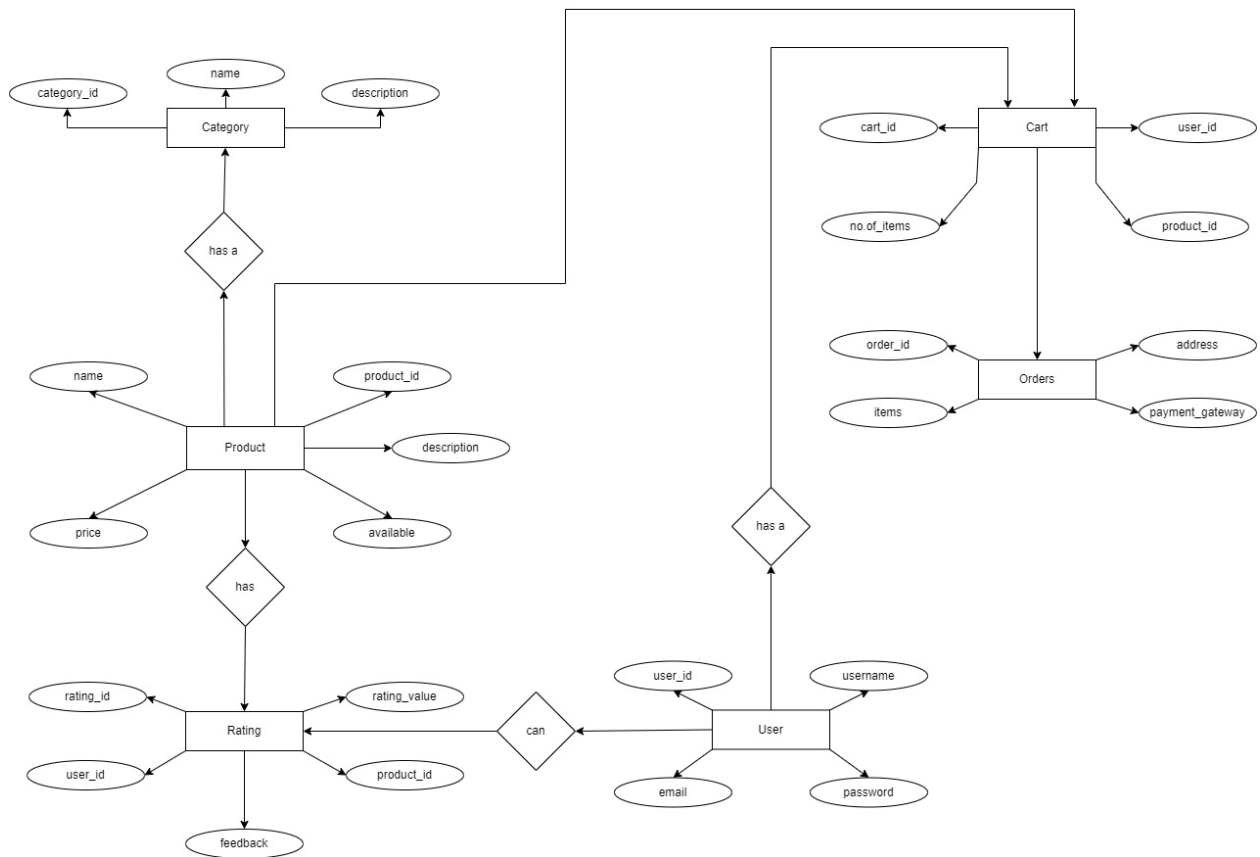 name
category_id
description
Category
cart_id
Cart
user_id
no.of_items
product_id
has a
order_id
address
Orders
items
payment_gateway
name
product_id
Product
description
price
available
has a
has
user_id
username
rating_id
rating_value
Rating
can
User
user_id
product_id
email
password
feedback